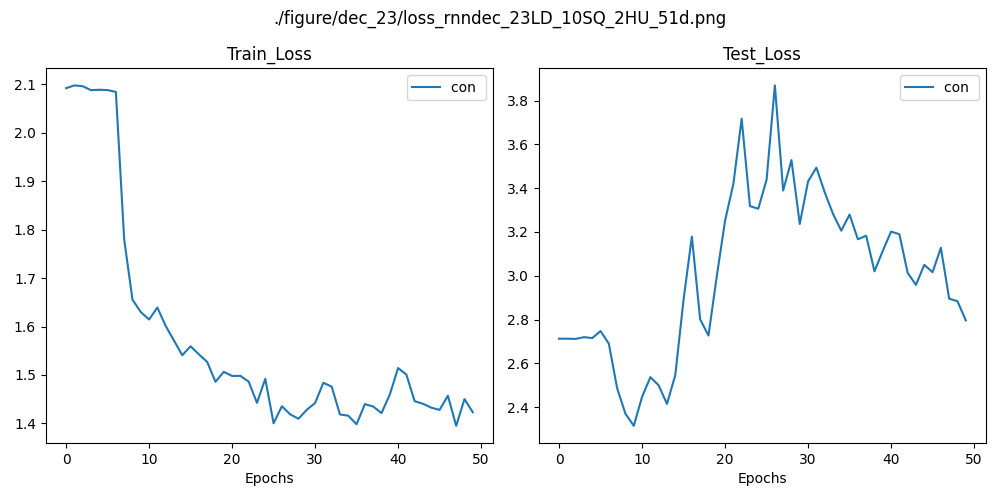 ./figure/dec_23/loss_rnndec_23LD_10SQ_2HU_51d.png
Train_Loss
con
2.1
2.0
1.9
1.8
1.7
1.6
1.5
1.4
0 10 20 30 40 50
Epochs
Test_Loss
con
3.8
3.6
3.4
3.2
3.0
2.8
2.6
2.4
0 10 20 30 40 50
Epochs